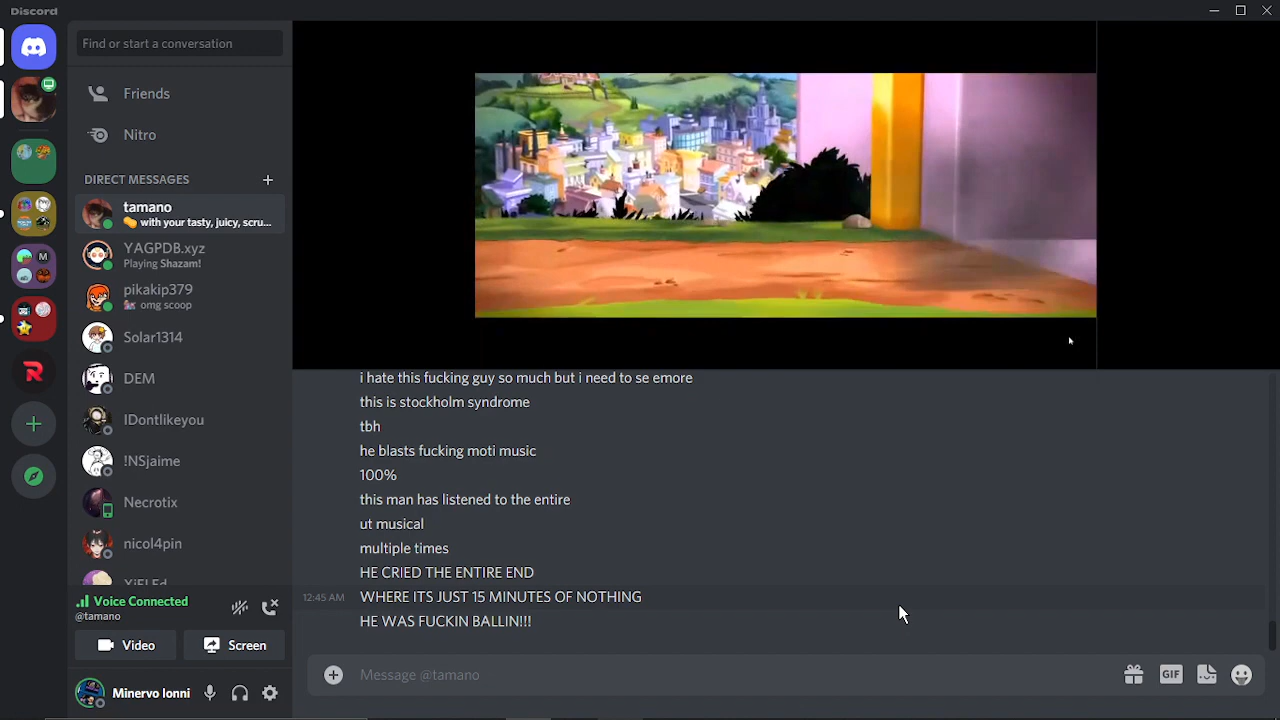 Discord
Find or start a conversation
Friends
Nitro
DIRECT MESSAGES
tamano
with your tasty, juicy, scru...
YAGPDB.xyz
Playing Shazam!
pikakip379
omg scoop
Solar1314
DEM
IDontlikeyou
!NSjaime
Necrotix
nicol4pin
Voice Connected
@tamano
Video
Screen
Minervo Ionni
i hate this fucking guy so much but i need to se emore
this is stockholm syndrome
tbh
he blasts fucking moti music
100%
this man has listened to the entire
ut musical
multiple times
HE CRIED THE ENTIRE END
12:45 AM
WHERE ITS JUST 15 MINUTES OF NOTHING
HE WAS FUCKIN BALLIN!!!
Message @tamano
GIF